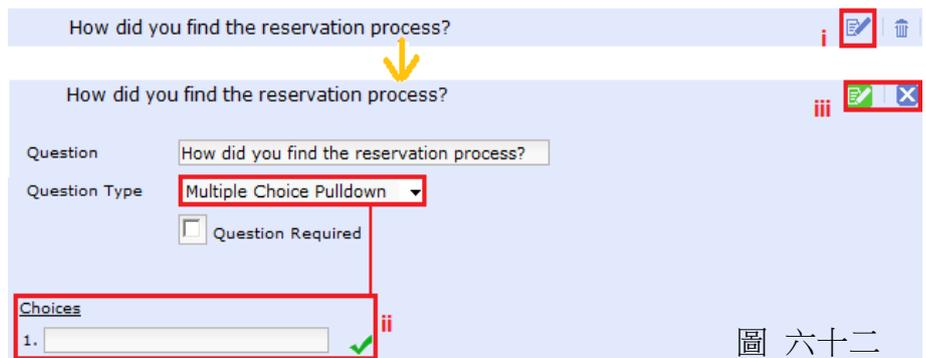 How did you find the reservation process?
i
How did you find the reservation process?
iii
Question How did you find the reservation process?
Question Type Multiple Choice Pulldown
Question Required
Choices
ii
1.
圖 六十二